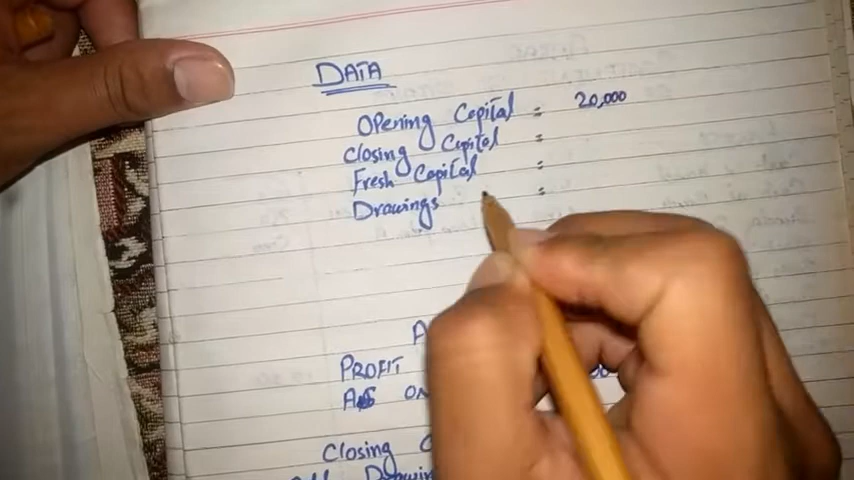 DATA
Opening Capital = 20,000
Closing Capital =
Fresh Capital :
Drawings :
PROFIT
Closing